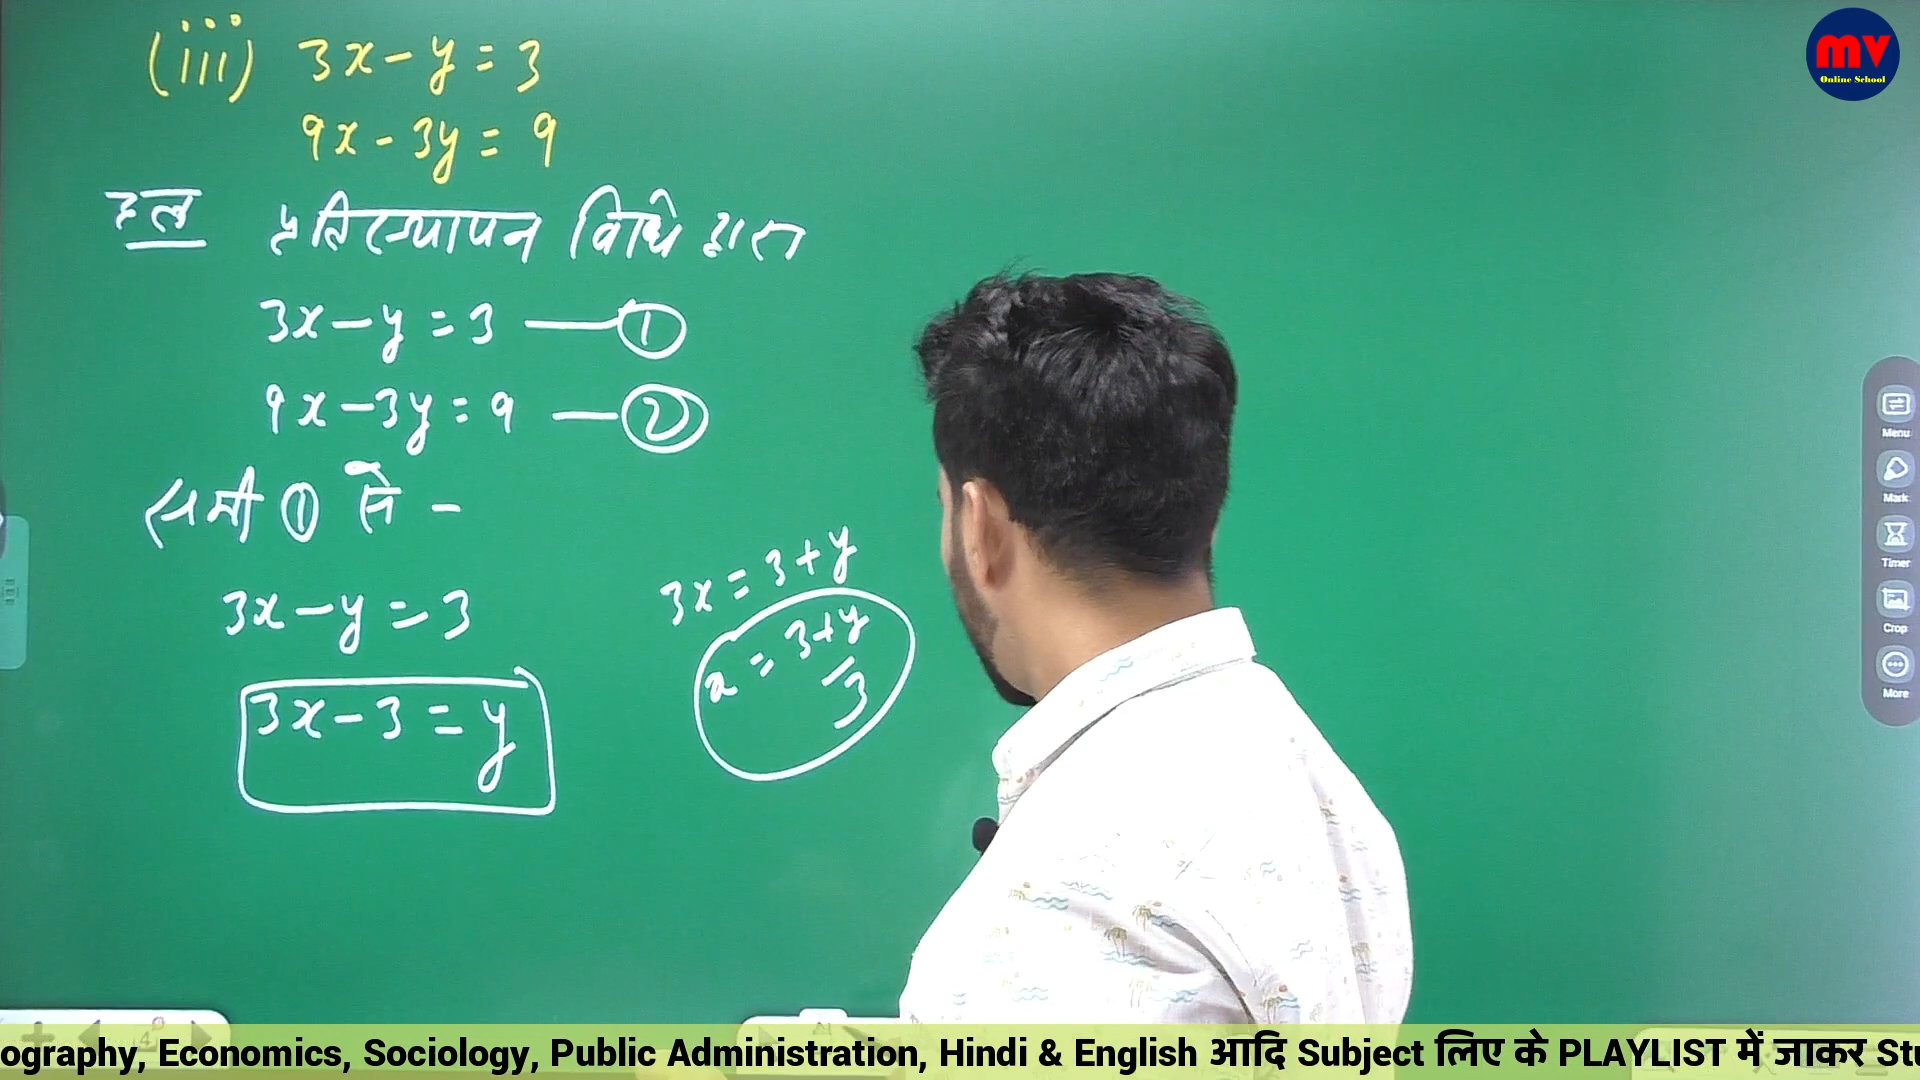 (iii) 3x - y = 3
9x - 3y = 9
हल प्रतिस्थापन विधि द्वारा
3x - y = 3 — ①
9x - 3y = 9 — ②
समी ① से -
3x - y = 3
3x - 3 = y
3x = 3 + y
x = 3+y / 3
mv
Online School
Menu
Mark
Timer
Crop
More
ography, Economics, Sociology, Public Administration, Hindi & English आदि Subject लिए के PLAYLIST में जाकर Stu